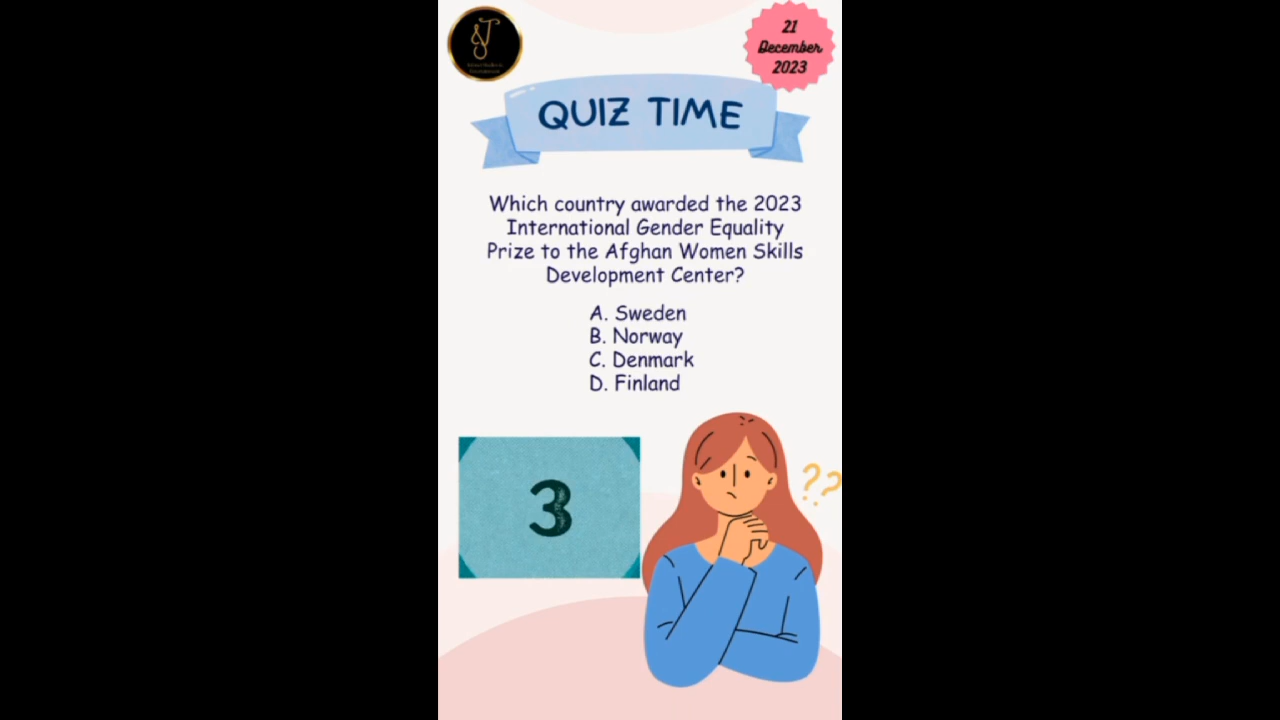 21
December
2023
QUIZ TIME
Which country awarded the 2023
International Gender Equality
Prize to the Afghan Women Skills
Development Center?
A. Sweden
B. Norway
C. Denmark
D. Finland
3
??